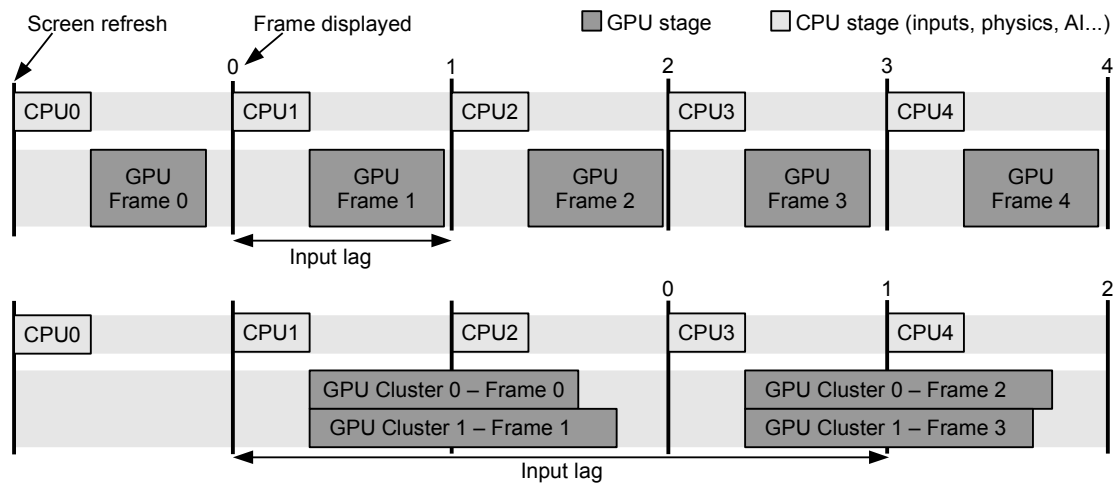 Screen refresh
Frame displayed
GPU stage
CPU stage (inputs, physics, AI...)
0
1
2
3
4
CPU0
CPU1
CPU2
CPU3
CPU4
GPU
Frame 0
GPU
Frame 1
GPU
Frame 2
GPU
Frame 3
GPU
Frame 4
Input lag
0
1
2
CPU0
CPU1
CPU2
CPU3
CPU4
GPU Cluster 0 – Frame 0
GPU Cluster 0 – Frame 2
GPU Cluster 1 – Frame 1
GPU Cluster 1 – Frame 3
Input lag